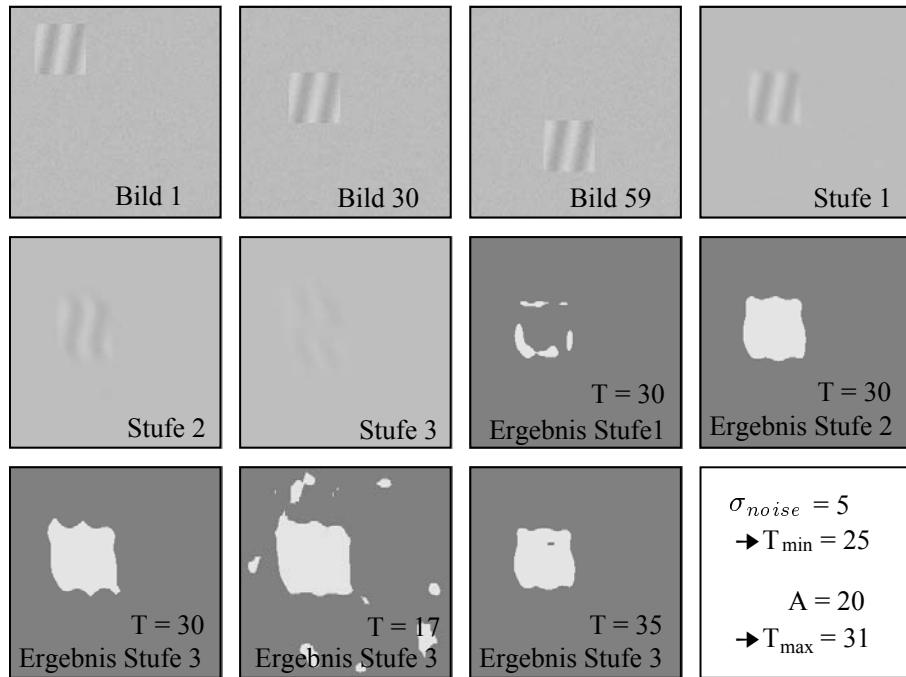 Bild 1
Bild 30
Bild 59
Stufe 1
Stufe 2
Stufe 3
T = 30
Ergebnis Stufe1
T = 30
Ergebnis Stufe 2
T = 30
Ergebnis Stufe 3
T = 17
Ergebnis Stufe 3
T = 35
Ergebnis Stufe 3
σnoise = 5
→ Tmin = 25
A = 20
→ Tmax = 31